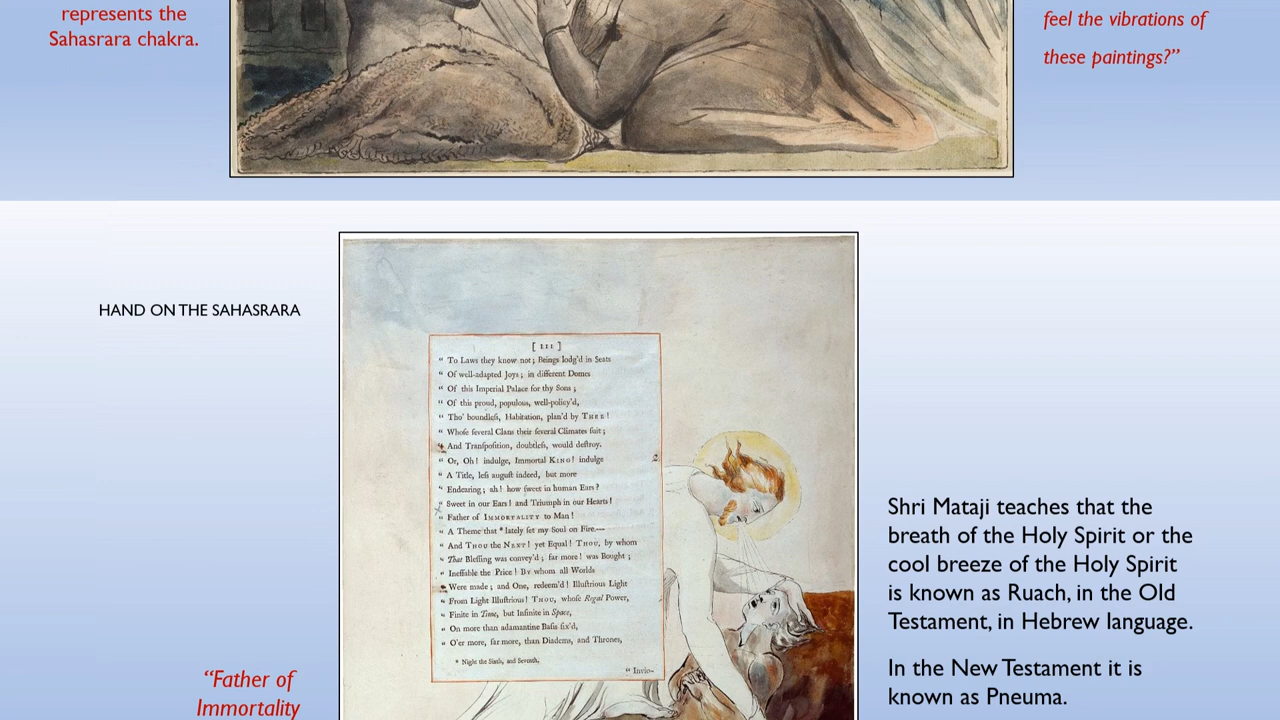 represents the
Sahasrara chakra.
feel the vibrations of
these paintings?”
HAND ON THE SAHASRARA
[ 111 ]
“ To Laws they know not; Beings lodg'd in Seats
“ Of well-adapted Joys; in different Domes
“ Of this Imperial Palace for thy Sons;
“ Of this proud, populous, well-policy'd,
“ Tho' boundleſs, Habitation, plan'd by THEE!
“ Whoſe ſeveral Clans their ſeveral Climates ſuit;
“ And Tranſpoſition, doubtleſs, would deſtroy.
“ Or, Oh! indulge, Immortal KING! indulge
“ A Title, leſs auguſt indeed, but more
“ Endearing; ah! how ſweet in human Ears?
“ Sweet in our Ears! and Triumph in our Hearts!
“ Father of IMMORTALITY to Man!
“ A Theme that * lately ſet my Soul on Fire.—
“ And THOU the NEXT! yet Equal! THOU, by whom
“ That Bleſſing was convey'd; far more! was Bought;
“ Ineffable the Price! By whom all Worlds
“ Were made; and One, redeem'd! Illuſtrious Light
“ From Light Illuſtrious! THOU, whoſe Regal Power,
“ Finite in Time, but Infinite in Space,
“ On more than adamantine Baſis fix'd,
“ O'er more, far more, than Diadems, and Thrones,
* Night the Sixth, and Seventh.
“ Invio-
Shri Mataji teaches that the
breath of the Holy Spirit or the
cool breeze of the Holy Spirit
is known as Ruach, in the Old
Testament, in Hebrew language.
In the New Testament it is
known as Pneuma.
“Father of
Immortality